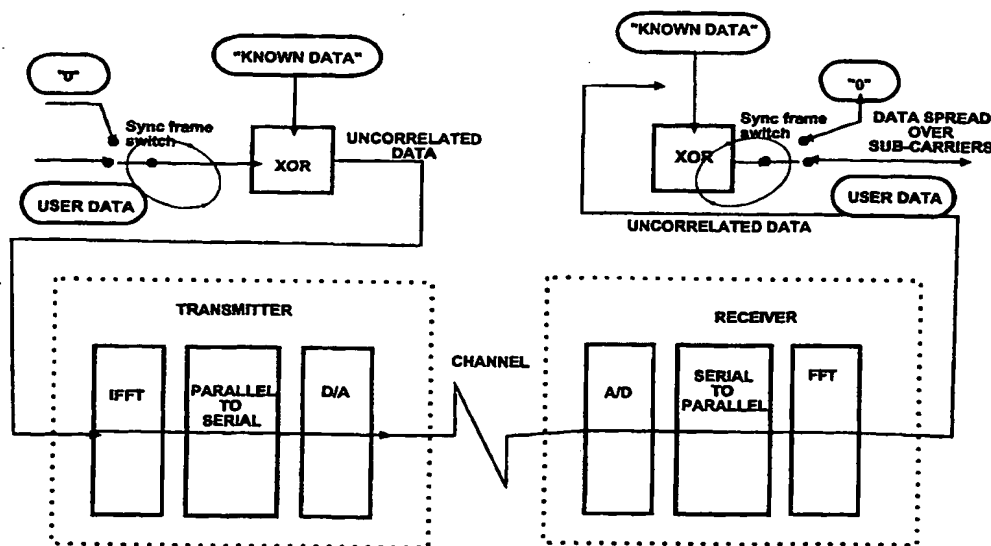 "0"
"KNOWN DATA"
Sync frame
switch
XOR
UNCORRELATED
DATA
USER DATA
"KNOWN DATA"
"0"
Sync frame
switch
XOR
DATA SPREAD
OVER
SUB-CARRIERS
USER DATA
UNCORRELATED DATA
TRANSMITTER
IFFT
PARALLEL
TO
SERIAL
D/A
CHANNEL
RECEIVER
A/D
SERIAL
TO
PARALLEL
FFT